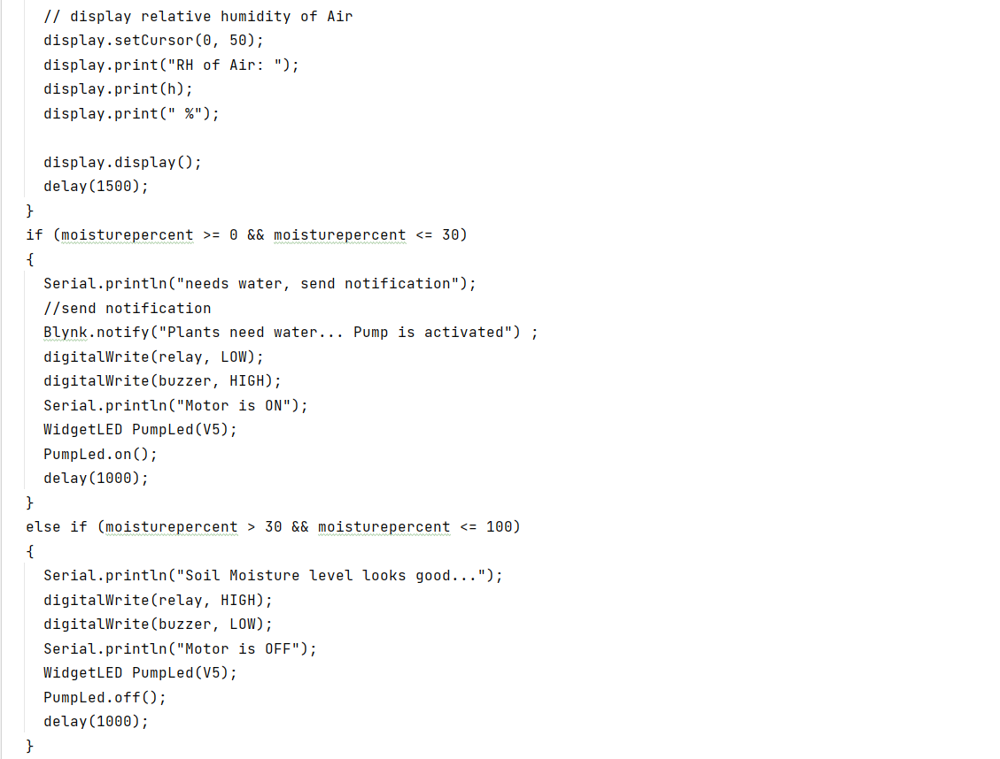 // display relative humidity of Air
display.setCursor(0, 50);
display.print("RH of Air: ");
display.print(h);
display.print(" %");
display.display();
delay(1500);
}
if (moisturepercent >= 0 && moisturepercent <= 30)
{
Serial.println("needs water, send notification");
//send notification
Blynk.notify("Plants need water... Pump is activated") ;
digitalWrite(relay, LOW);
digitalWrite(buzzer, HIGH);
Serial.println("Motor is ON");
WidgetLED PumpLed(V5);
PumpLed.on();
delay(1000);
}
else if (moisturepercent > 30 && moisturepercent <= 100)
{
Serial.println("Soil Moisture level looks good...");
digitalWrite(relay, HIGH);
digitalWrite(buzzer, LOW);
Serial.println("Motor is OFF");
WidgetLED PumpLed(V5);
PumpLed.off();
delay(1000);
}